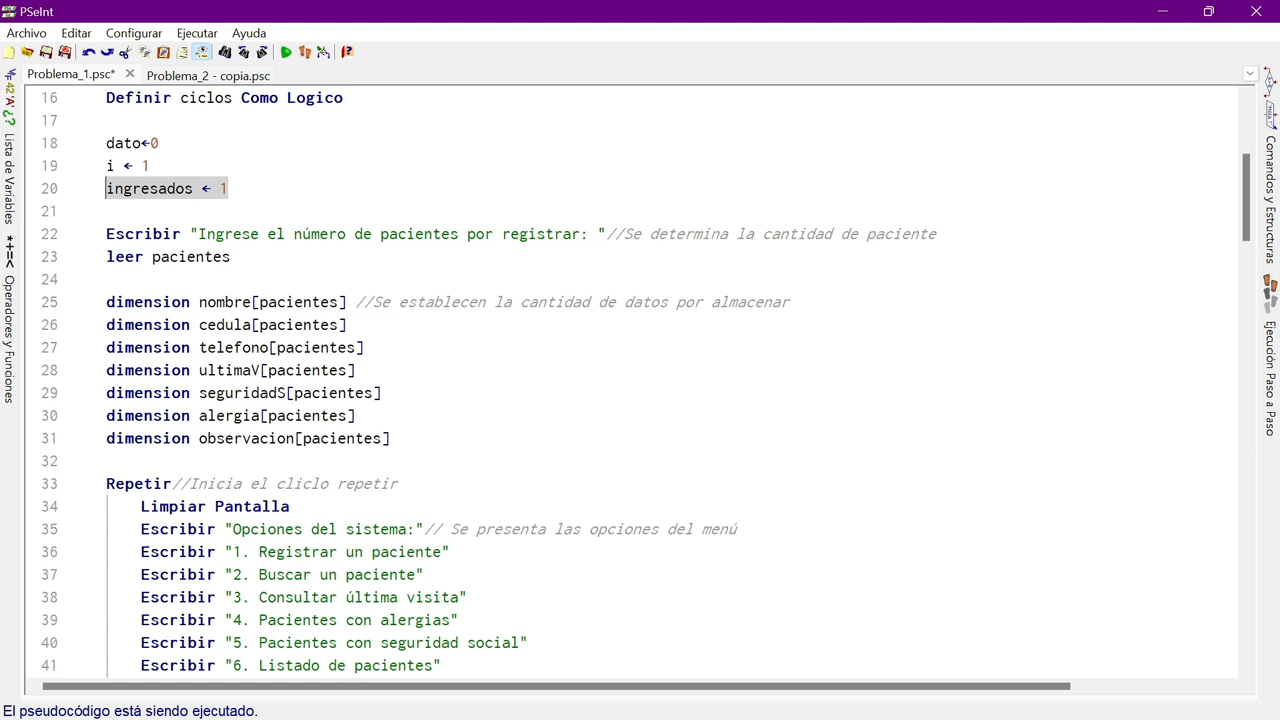 PSeInt
Archivo Editar Configurar Ejecutar Ayuda
Problema_1.psc* Problema_2 - copia.psc
16 Definir ciclos Como Logico
17
18 dato←0
19 i ← 1
20 ingresados ← 1
21
22 Escribir "Ingrese el número de pacientes por registrar: "//Se determina la cantidad de paciente
23 leer pacientes
24
25 dimension nombre[pacientes] //Se establecen la cantidad de datos por almacenar
26 dimension cedula[pacientes]
27 dimension telefono[pacientes]
28 dimension ultimaV[pacientes]
29 dimension seguridadS[pacientes]
30 dimension alergia[pacientes]
31 dimension observacion[pacientes]
32
33 Repetir//Inicia el cliclo repetir
34 Limpiar Pantalla
35 Escribir "Opciones del sistema:"// Se presenta las opciones del menú
36 Escribir "1. Registrar un paciente"
37 Escribir "2. Buscar un paciente"
38 Escribir "3. Consultar última visita"
39 Escribir "4. Pacientes con alergias"
40 Escribir "5. Pacientes con seguridad social"
41 Escribir "6. Listado de pacientes"
Lista de Variables
*+=< Operadores y Funciones
Comandos y Estructuras
Ejecución Paso a Paso
El pseudocódigo está siendo ejecutado.